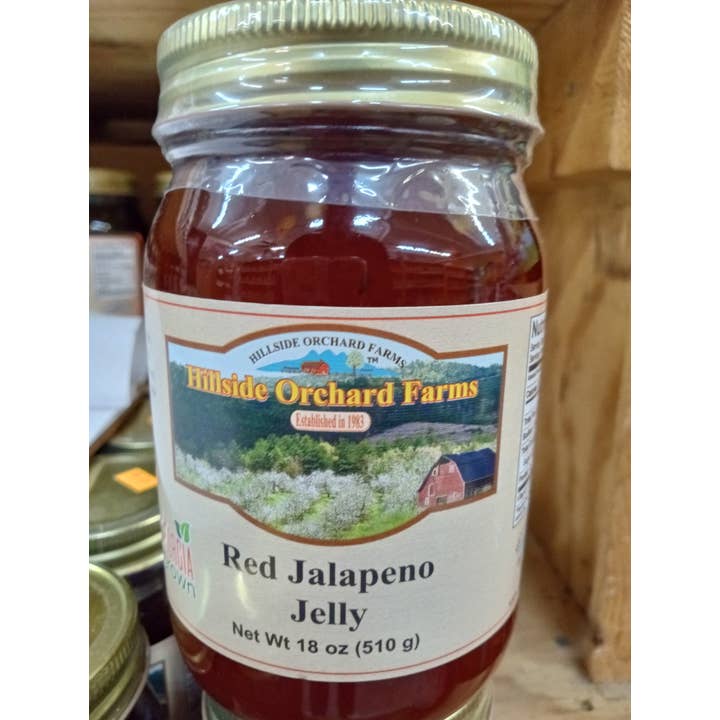 HILLSIDE ORCHARD FARMS
TM
Hillside Orchard Farms
Established in 1983
Red Jalapeno
Jelly
Net Wt 18 oz (510 g)